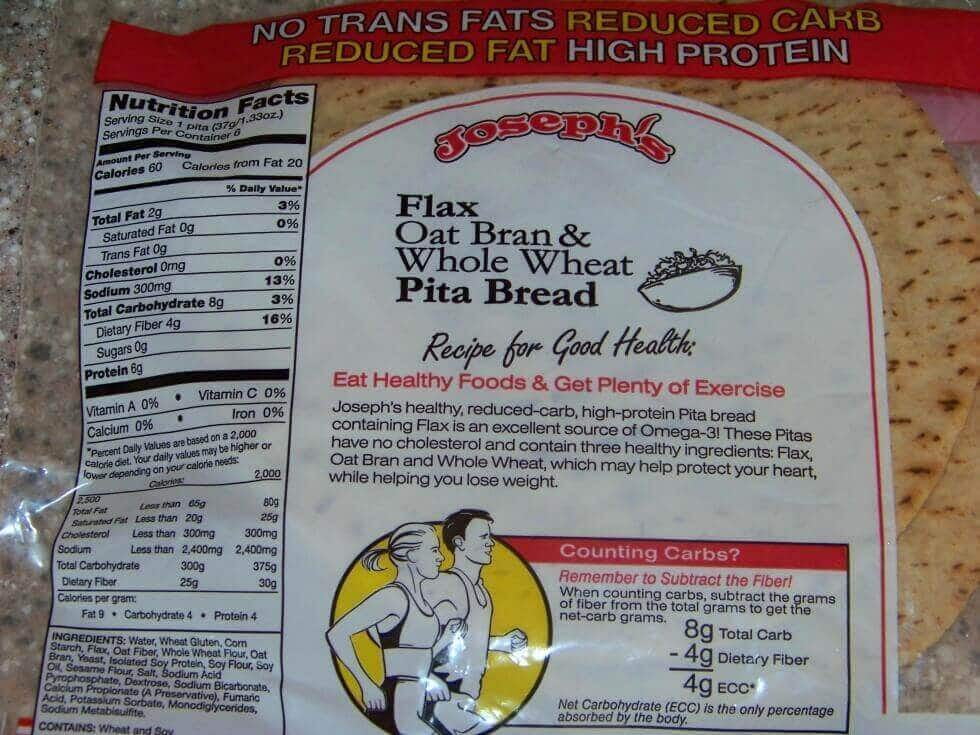 NO TRANS FATS REDUCED CARB
REDUCED FAT HIGH PROTEIN
Nutrition Facts
Serving Size 1 pita (37g/1.33oz.)
Servings Per Container 6
Amount Per Serving
Calories 60 Calories from Fat 20
% Daily Value*
Total Fat 2g 3%
Saturated Fat 0g 0%
Trans Fat 0g
Cholesterol 0mg 0%
Sodium 300mg 13%
Total Carbohydrate 8g 3%
Dietary Fiber 4g 16%
Sugars 0g
Protein 6g
Vitamin A 0% • Vitamin C 0%
Calcium 0% • Iron 0%
*Percent Daily Values are based on a 2,000
calorie diet. Your daily values may be higher or
lower depending on your calorie needs:
Calories: 2,000
2,500
Total Fat Less than 65g 80g
Saturated Fat Less than 20g 25g
Cholesterol Less than 300mg 300mg
Sodium Less than 2,400mg 2,400mg
Total Carbohydrate 300g 375g
Dietary Fiber 25g 30g
Calories per gram:
Fat 9 • Carbohydrate 4 • Protein 4
INGREDIENTS: Water, Wheat Gluten, Corn
Starch, Flax, Oat Fiber, Whole Wheat Flour, Oat
Bran, Yeast, Isolated Soy Protein, Soy Flour, Soy
Oil, Sesame Flour, Salt, Sodium Acid
Pyrophosphate, Dextrose, Sodium Bicarbonate,
Calcium Propionate (A Preservative), Fumaric
Acid, Potassium Sorbate, Monodiglycerides,
Sodium Metabisulfite.
CONTAINS: Wheat and Soy
Joseph's
Flax
Oat Bran &
Whole Wheat
Pita Bread
Recipe for Good Health:
Eat Healthy Foods & Get Plenty of Exercise
Joseph's healthy, reduced-carb, high-protein Pita bread
containing Flax is an excellent source of Omega-3! These Pitas
have no cholesterol and contain three healthy ingredients: Flax,
Oat Bran and Whole Wheat, which may help protect your heart,
while helping you lose weight.
Counting Carbs?
Remember to Subtract the Fiber!
When counting carbs, subtract the grams
of fiber from the total grams to get the
net-carb grams.
8g Total Carb
- 4g Dietary Fiber
4g ECC*
Net Carbohydrate (ECC) is the only percentage
absorbed by the body.